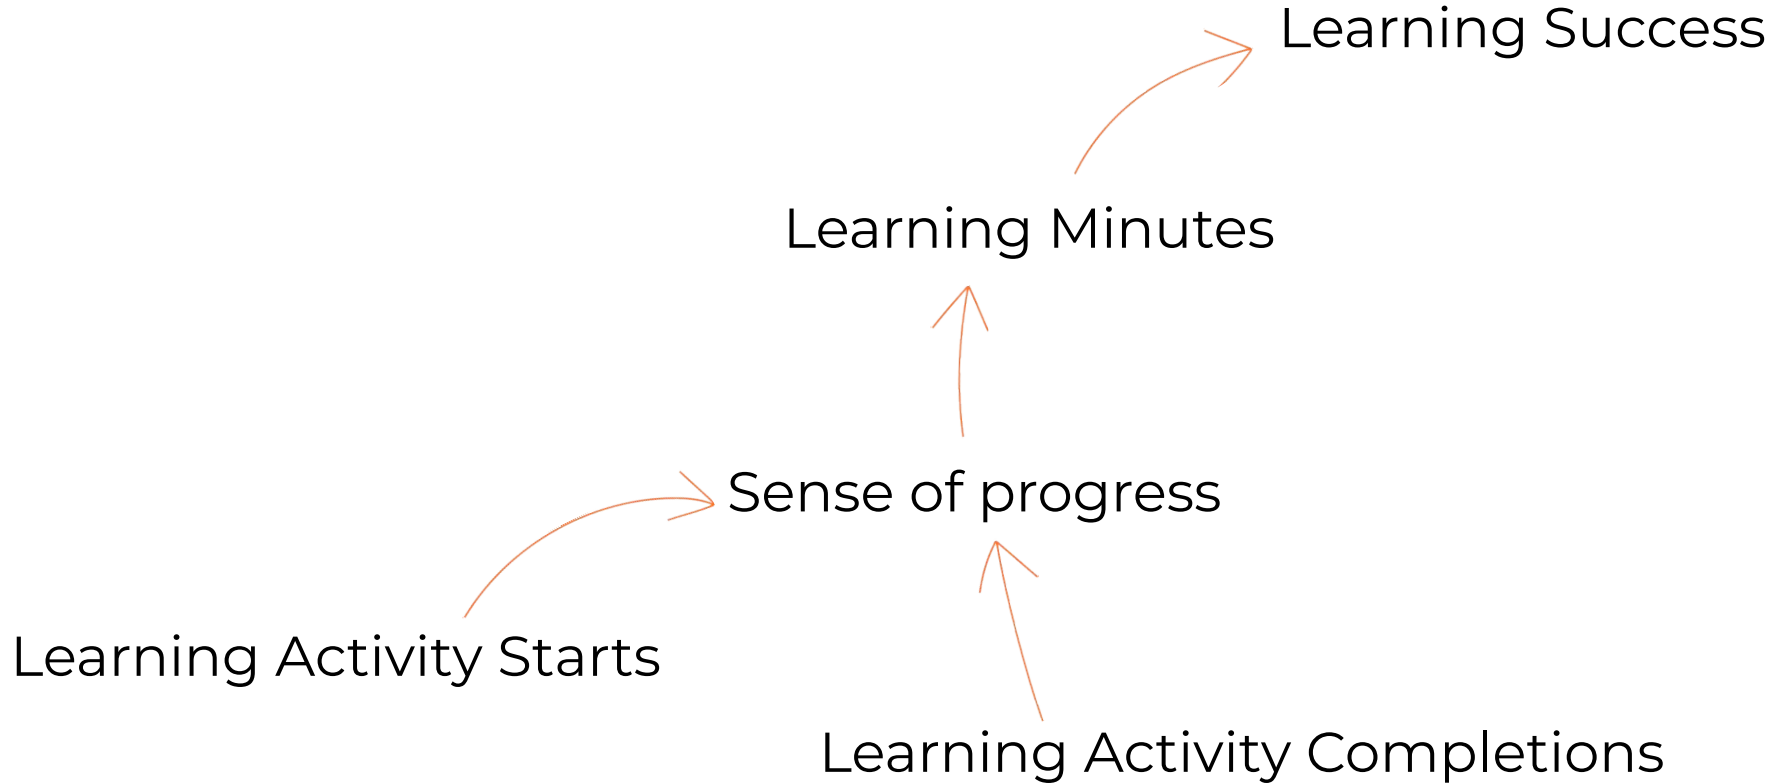 Learning Success
Learning Minutes
Sense of progress
Learning Activity Starts
Learning Activity Completions